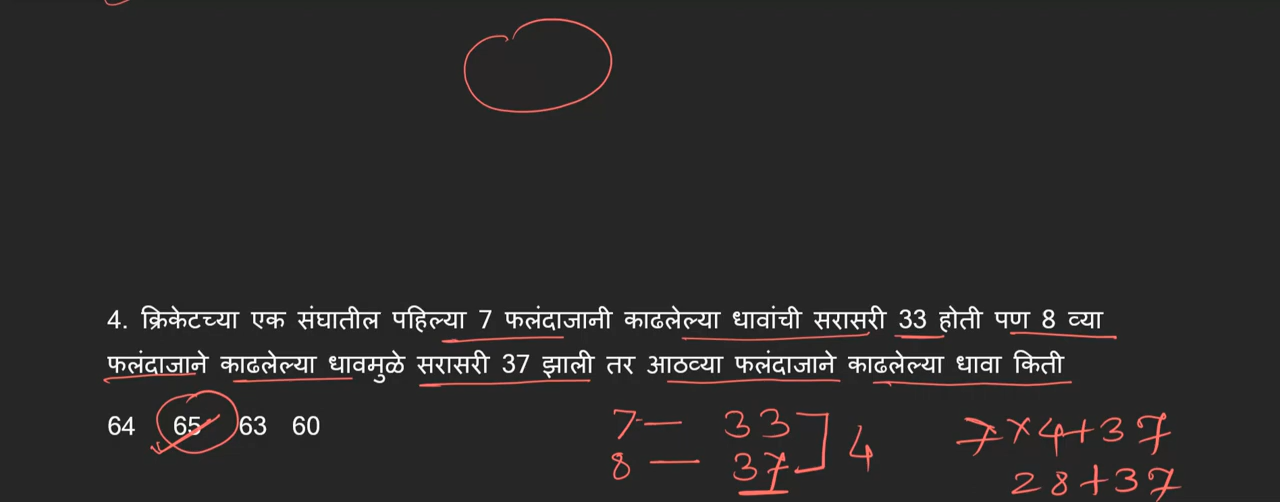 4. क्रिकेटच्या एक संघातील पहिल्या 7 फलंदाजानी काढलेल्या धावांची सरासरी 33 होती पण 8 व्या
फलंदाजाने काढलेल्या धावमुळे सरासरी 37 झाली तर आठव्या फलंदाजाने काढलेल्या धावा किती
64 65 63 60
7 — 33
8 — 37 ] 4
7×4+37
28+37